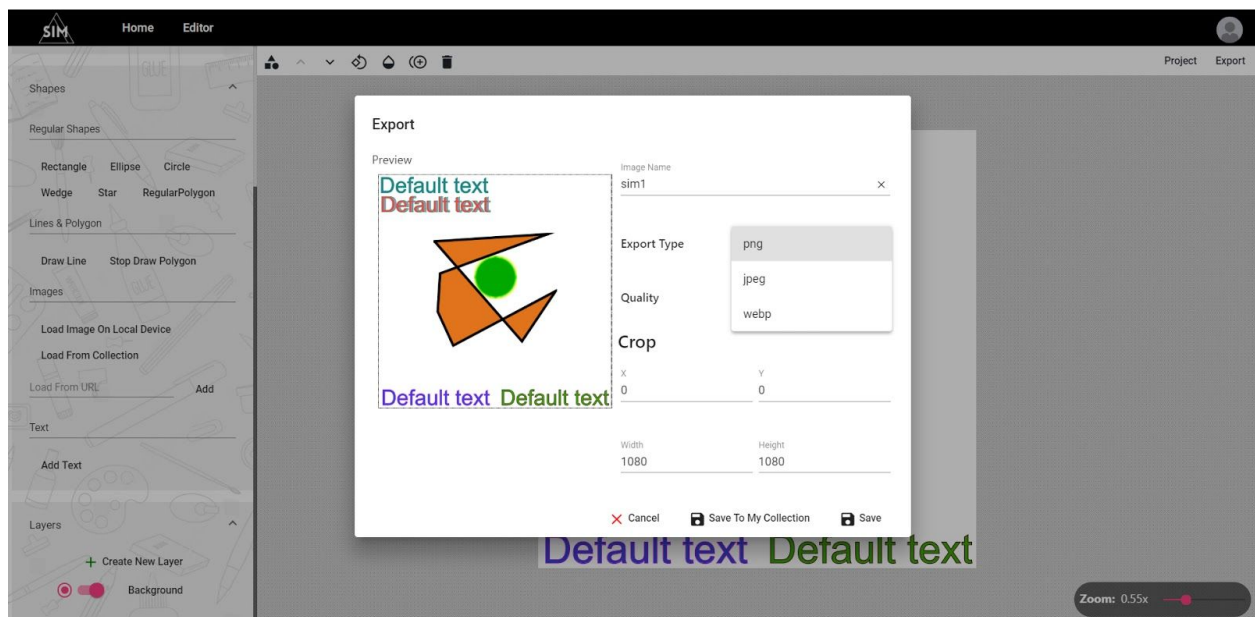 SIM Home Editor
Project Export
Shapes
Regular Shapes
Rectangle Ellipse Circle
Wedge Star RegularPolygon
Lines & Polygon
Draw Line Stop Draw Polygon
Images
Load Image On Local Device
Load From Collection
Load From URL Add
Text
Add Text
Layers
Create New Layer
Background
Export
Preview
Default text
Default text
Default text Default text
Image Name
sim1
Export Type
png
jpeg
webp
Quality
Crop
X Y
0 0
Width Height
1080 1080
Cancel Save To My Collection Save
Default text Default text
Zoom: 0.55x
GLUE